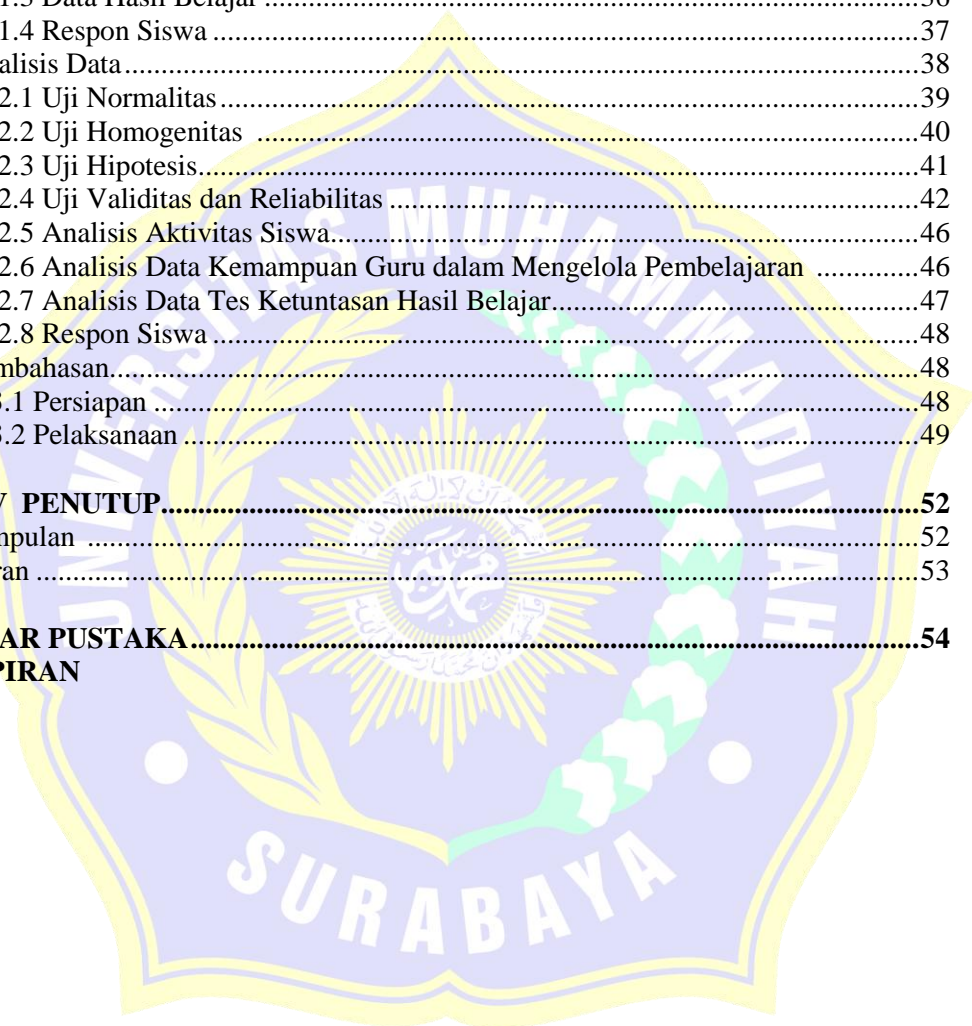 1.3 Data Hasil Belajar ............................................................36
1.4 Respon Siswa ............................................................37
alisis Data ............................................................38
2.1 Uji Normalitas ............................................................39
2.2 Uji Homogenitas ............................................................40
2.3 Uji Hipotesis ............................................................41
2.4 Uji Validitas dan Reliabilitas ............................................................42
2.5 Analisis Aktivitas Siswa ............................................................46
2.6 Analisis Data Kemampuan Guru dalam Mengelola Pembelajaran ..............46
2.7 Analisis Data Tes Ketuntasan Hasil Belajar ........................................47
2.8 Respon Siswa ............................................................48
mbahasan ............................................................48
3.1 Persiapan ............................................................48
3.2 Pelaksanaan ............................................................49
PENUTUP ............................................................52
mpulan ............................................................52
ran ............................................................53
AR PUSTAKA ............................................................54
PIRAN
UNIVERSITAS MUHAMMADIYAH
SURABAYA